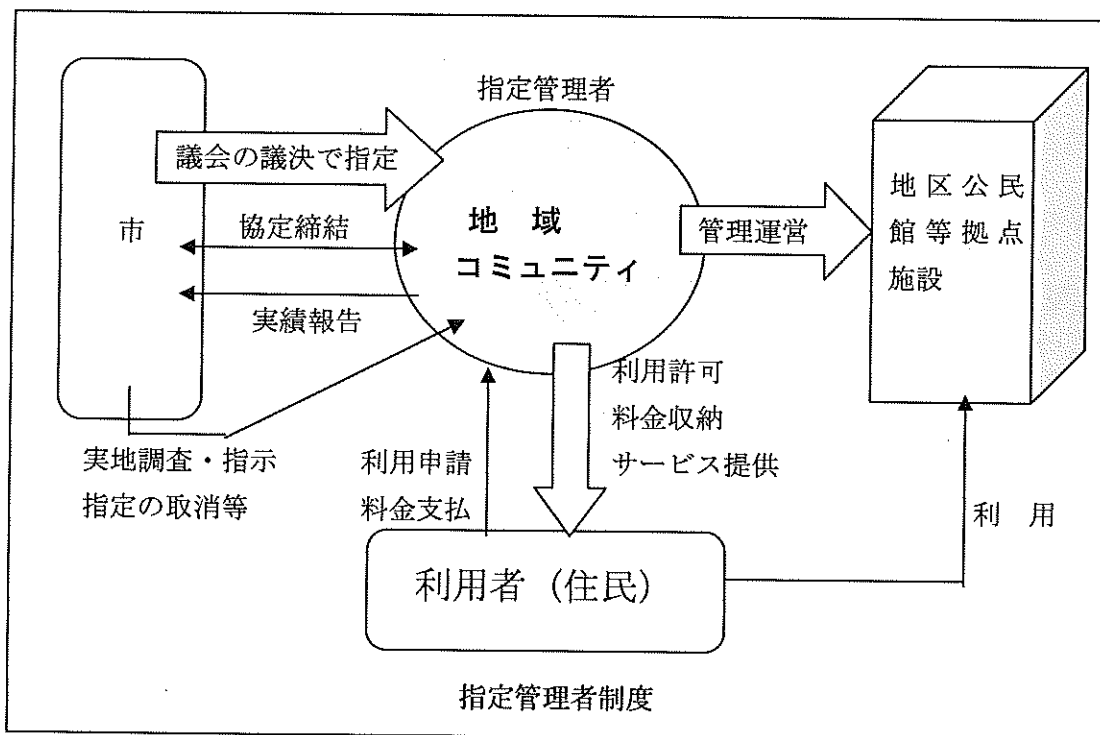 指定管理者
議会の議決で指定
市
協定締結
実績報告
地　域
コミュニティ
管理運営
地区公民
館等拠点
施設
実地調査・指示
指定の取消等
利用申請
料金支払
利用許可
料金収納
サービス提供
利　用
利用者（住民）
指定管理者制度